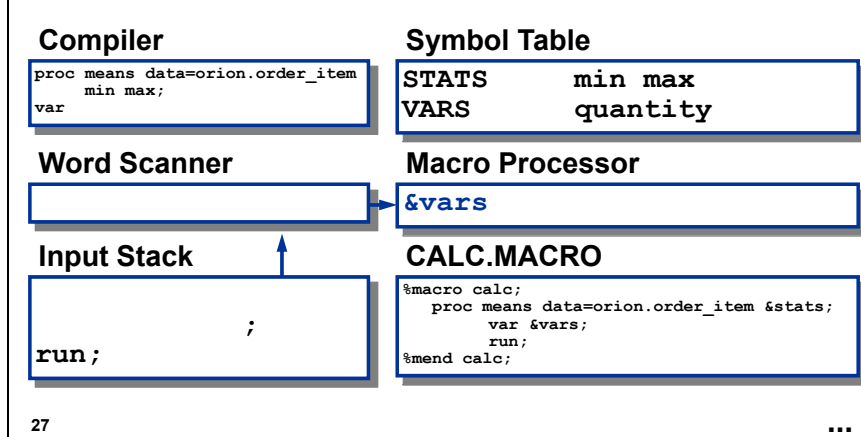 Compiler
proc means data=orion.order_item
min max;
var
Symbol Table
STATS min max
VARS quantity
Word Scanner
Macro Processor
&vars
Input Stack
;
run;
CALC.MACRO
%macro calc;
proc means data=orion.order_item &stats;
var &vars;
run;
%mend calc;
27
...